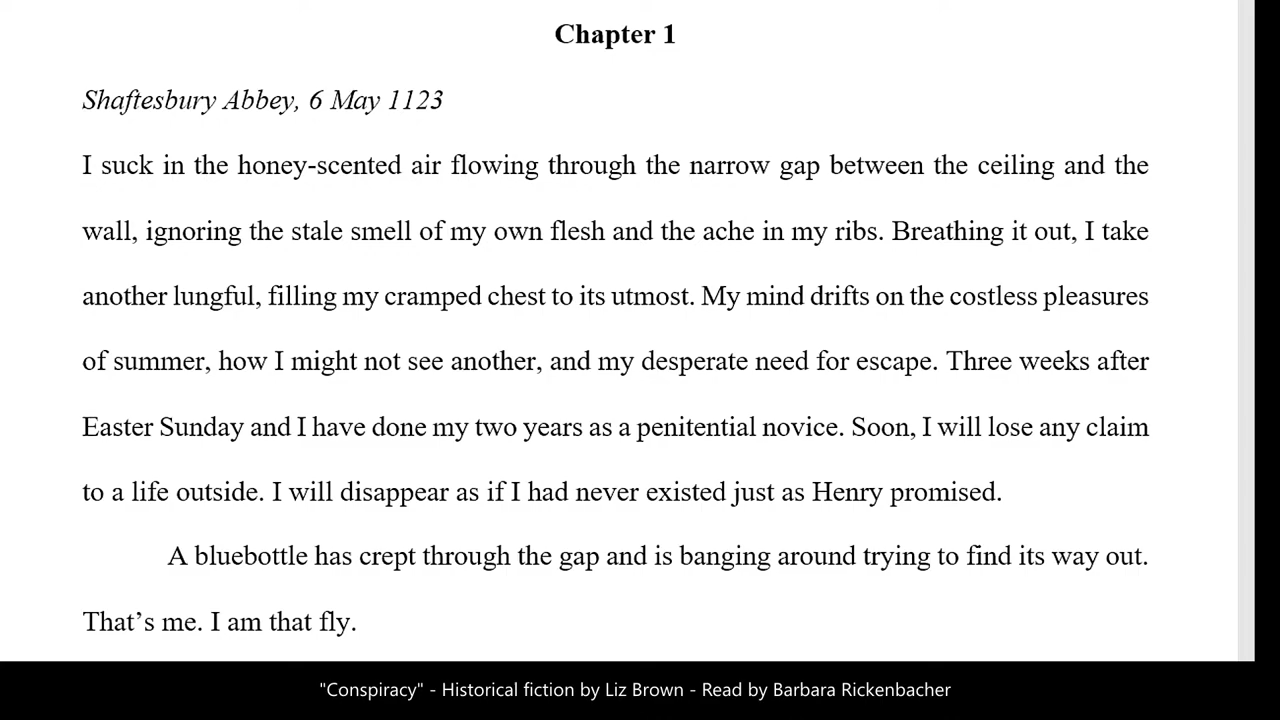 Chapter 1
Shaftesbury Abbey, 6 May 1123
I suck in the honey-scented air flowing through the narrow gap between the ceiling and the
wall, ignoring the stale smell of my own flesh and the ache in my ribs. Breathing it out, I take
another lungful, filling my cramped chest to its utmost. My mind drifts on the costless pleasures
of summer, how I might not see another, and my desperate need for escape. Three weeks after
Easter Sunday and I have done my two years as a penitential novice. Soon, I will lose any claim
to a life outside. I will disappear as if I had never existed just as Henry promised.
A bluebottle has crept through the gap and is banging around trying to find its way out.
That’s me. I am that fly.
"Conspiracy" - Historical fiction by Liz Brown - Read by Barbara Rickenbacher